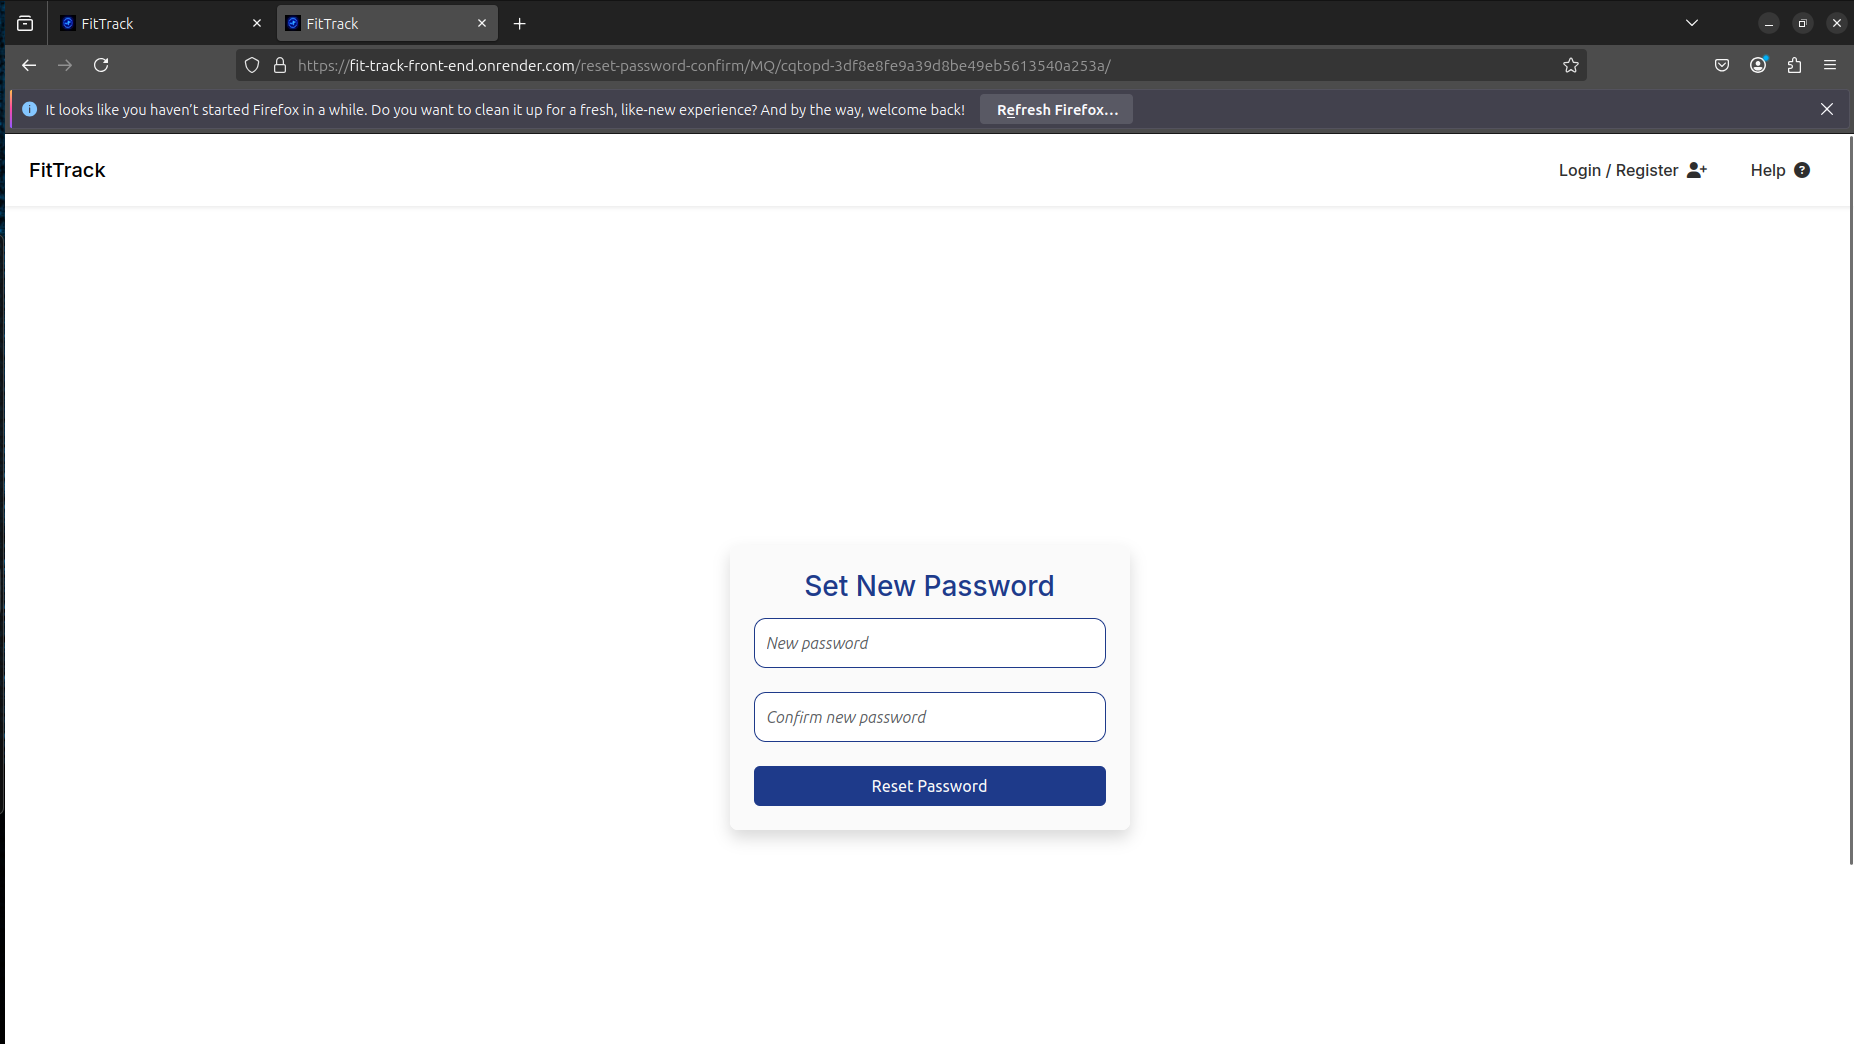 FitTrack
FitTrack
https://fit-track-front-end.onrender.com/reset-password-confirm/MQ/cqtopd-3df8e8fe9a39d8be49eb5613540a253a/
It looks like you haven’t started Firefox in a while. Do you want to clean it up for a fresh, like-new experience? And by the way, welcome back!
Refresh Firefox...
FitTrack
Login / Register
Help
Set New Password
New password
Confirm new password
Reset Password